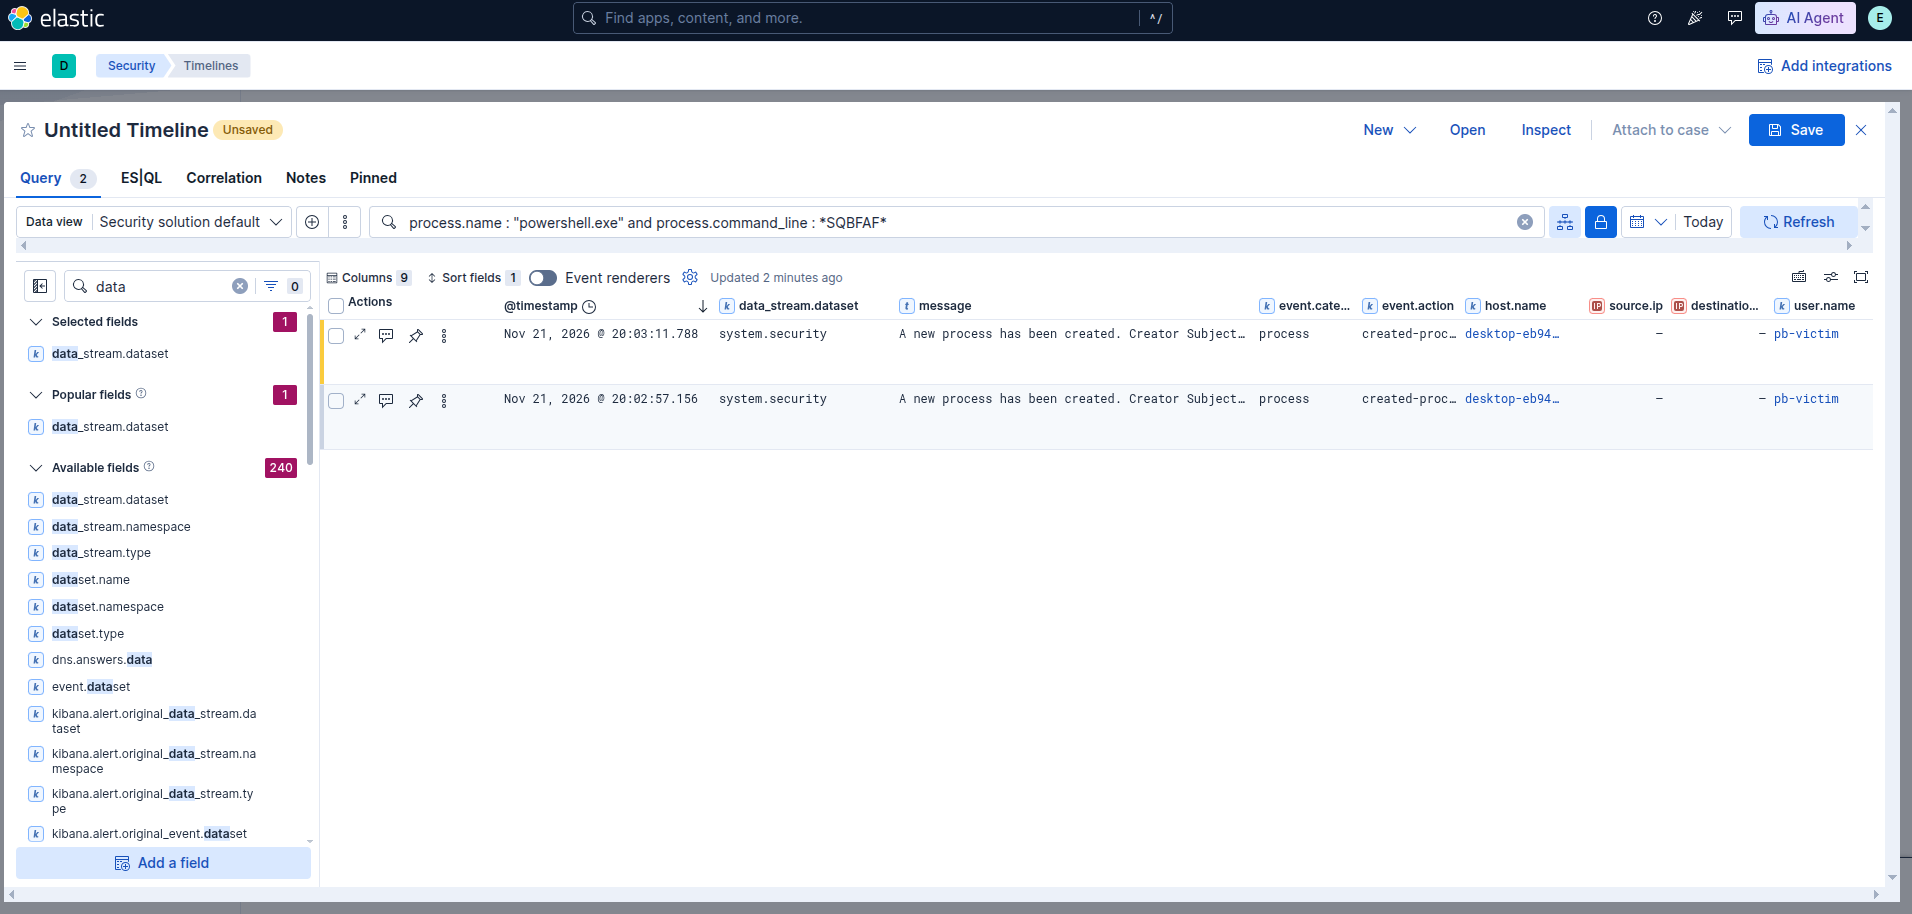 elastic
Find apps, content, and more.
^/
AI Agent
E
D
Security
Timelines
Add integrations
Untitled Timeline
Unsaved
New
Open
Inspect
Attach to case
Save
Query 2
ES|QL
Correlation
Notes
Pinned
Data view
Security solution default
process.name : "powershell.exe" and process.command_line : *SQBFAF*
Today
Refresh
data
0
Columns 9
Sort fields 1
Event renderers
Updated 2 minutes ago
Selected fields
1
k data_stream.dataset
Popular fields
1
k data_stream.dataset
Available fields
240
k data_stream.dataset
k data_stream.namespace
k data_stream.type
k dataset.name
k dataset.namespace
k dataset.type
k dns.answers.data
k event.dataset
k kibana.alert.original_data_stream.da
taset
k kibana.alert.original_data_stream.na
mespace
k kibana.alert.original_data_stream.ty
pe
k kibana.alert.original_event.dataset
Add a field
Actions
@timestamp
k data_stream.dataset
t message
k event.cate...
k event.action
k host.name
IP source.ip
IP destinatio...
k user.name
Nov 21, 2026 @ 20:03:11.788 system.security A new process has been created. Creator Subject... process created-proc... desktop-eb94... — — pb-victim
Nov 21, 2026 @ 20:02:57.156 system.security A new process has been created. Creator Subject... process created-proc... desktop-eb94... — — pb-victim